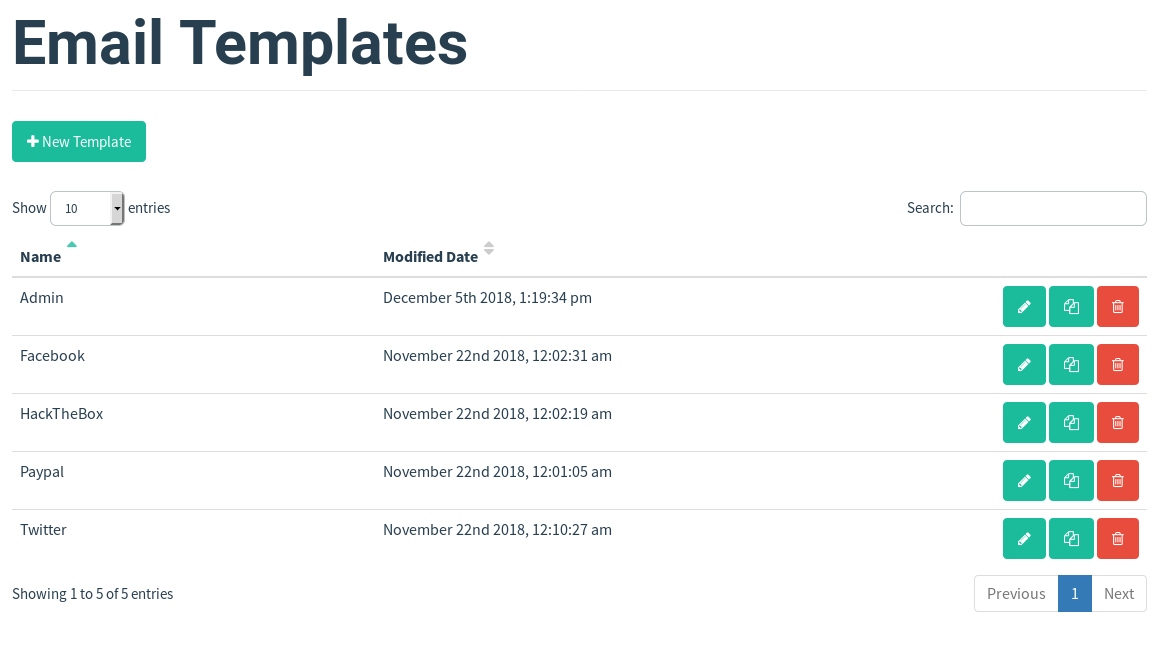 Email Templates
New Template
Show 10 entries Search:
Name Modified Date
Admin December 5th 2018, 1:19:34 pm
Facebook November 22nd 2018, 12:02:31 am
HackTheBox November 22nd 2018, 12:02:19 am
Paypal November 22nd 2018, 12:01:05 am
Twitter November 22nd 2018, 12:10:27 am
Showing 1 to 5 of 5 entries Previous 1 Next